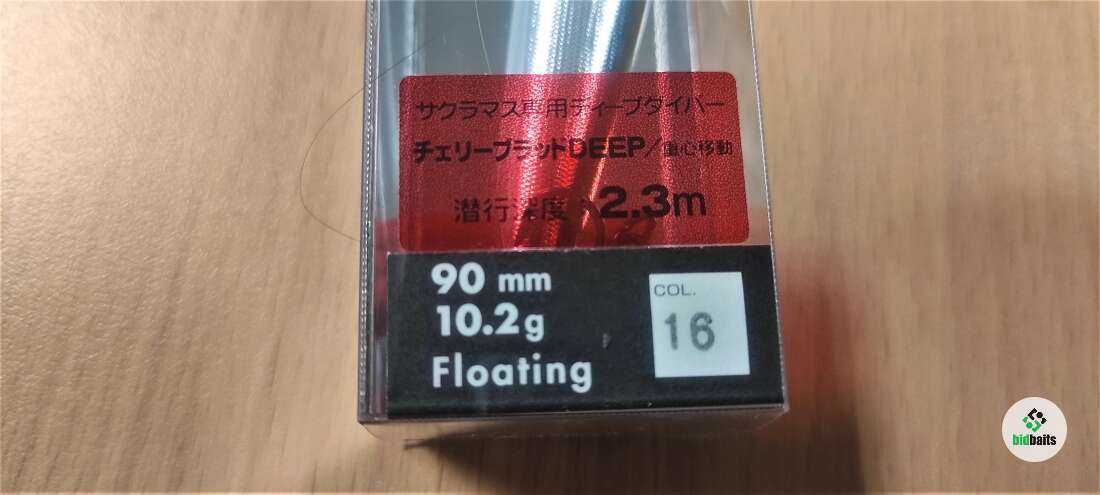 サクラマス専用ディープダイバー
チェリーブラッドDEEP/重心移動
潜行深度:2.3m
90 mm
10.2g
Floating
COL.
16
bidbaits